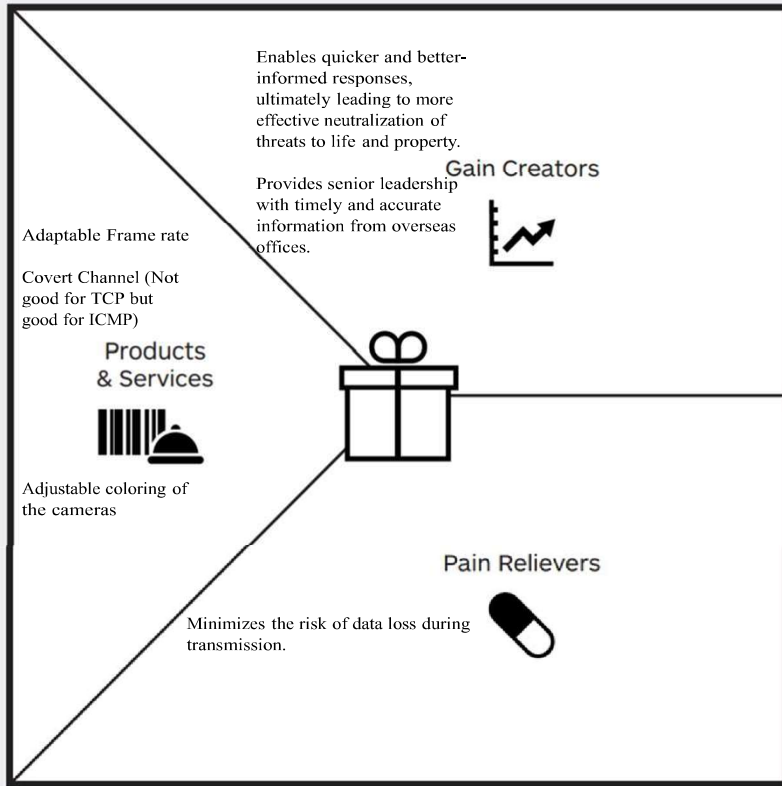 Enables quicker and better-
informed responses,
ultimately leading to more
effective neutralization of
threats to life and property.
Gain Creators
Provides senior leadership
with timely and accurate
information from overseas
offices.
Adaptable Frame rate
Covert Channel (Not
good for TCP but
good for ICMP)
Products
& Services
Adjustable coloring of
the cameras
Pain Relievers
Minimizes the risk of data loss during
transmission.